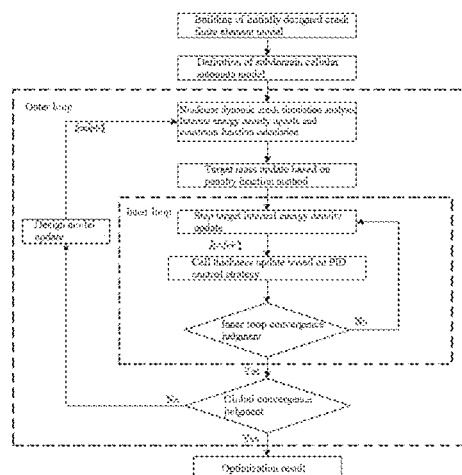 Building of initially designed crash
finite element model
Definition of subdomain cellular
automata model
Outer loop
Nonlinear dynamic crash simulation analysis
Internal energy density inputs and
constraint function calculation
Target mass update based on
penalty function method
Inner loop
Step target internal energy density
update
Design model
update
Cell thickness update based on PID
control strategy
Inner loop convergence
judgment
No
Yes
Global convergence
judgment
No
Yes
Optimization result